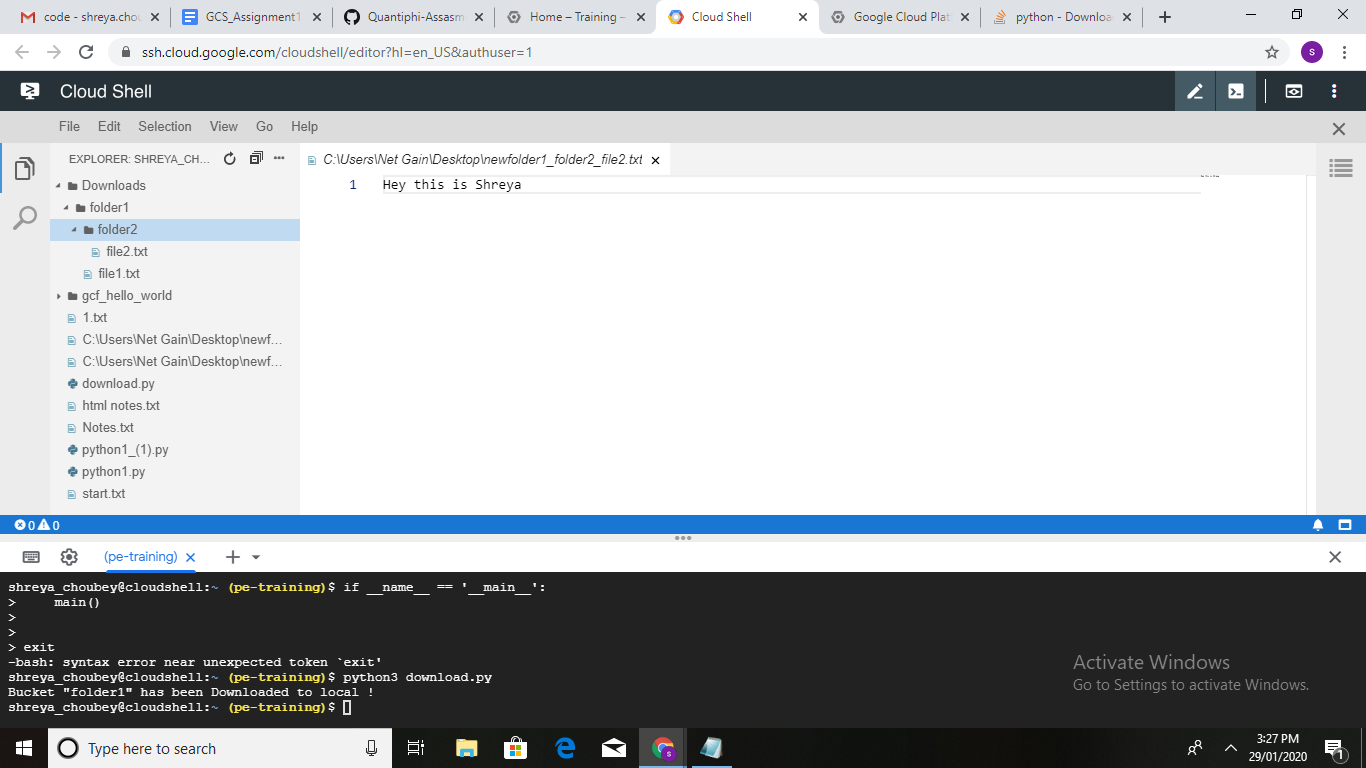 code - shreya.chou
GCS_Assignment1
Quantiphi-Assasm
Home – Training –
Cloud Shell
Google Cloud Plat
python - Downloa
ssh.cloud.google.com/cloudshell/editor?hl=en_US&authuser=1
s
Cloud Shell
File Edit Selection View Go Help
EXPLORER: SHREYA_CH...
C:\Users\Net Gain\Desktop\newfolder1_folder2_file2.txt
1 Hey this is Shreya
Downloads
folder1
folder2
file2.txt
file1.txt
gcf_hello_world
1.txt
C:\Users\Net Gain\Desktop\newf...
C:\Users\Net Gain\Desktop\newf...
download.py
html notes.txt
Notes.txt
python1_(1).py
python1.py
start.txt
0 0
(pe-training)
shreya_choubey@cloudshell:~ (pe-training)$ if __name__ == '__main__':
>     main()
>
>
> exit
-bash: syntax error near unexpected token `exit'
shreya_choubey@cloudshell:~ (pe-training)$ python3 download.py
Bucket "folder1" has been Downloaded to local !
shreya_choubey@cloudshell:~ (pe-training)$
Activate Windows
Go to Settings to activate Windows.
Type here to search
s
3:27 PM
29/01/2020
1